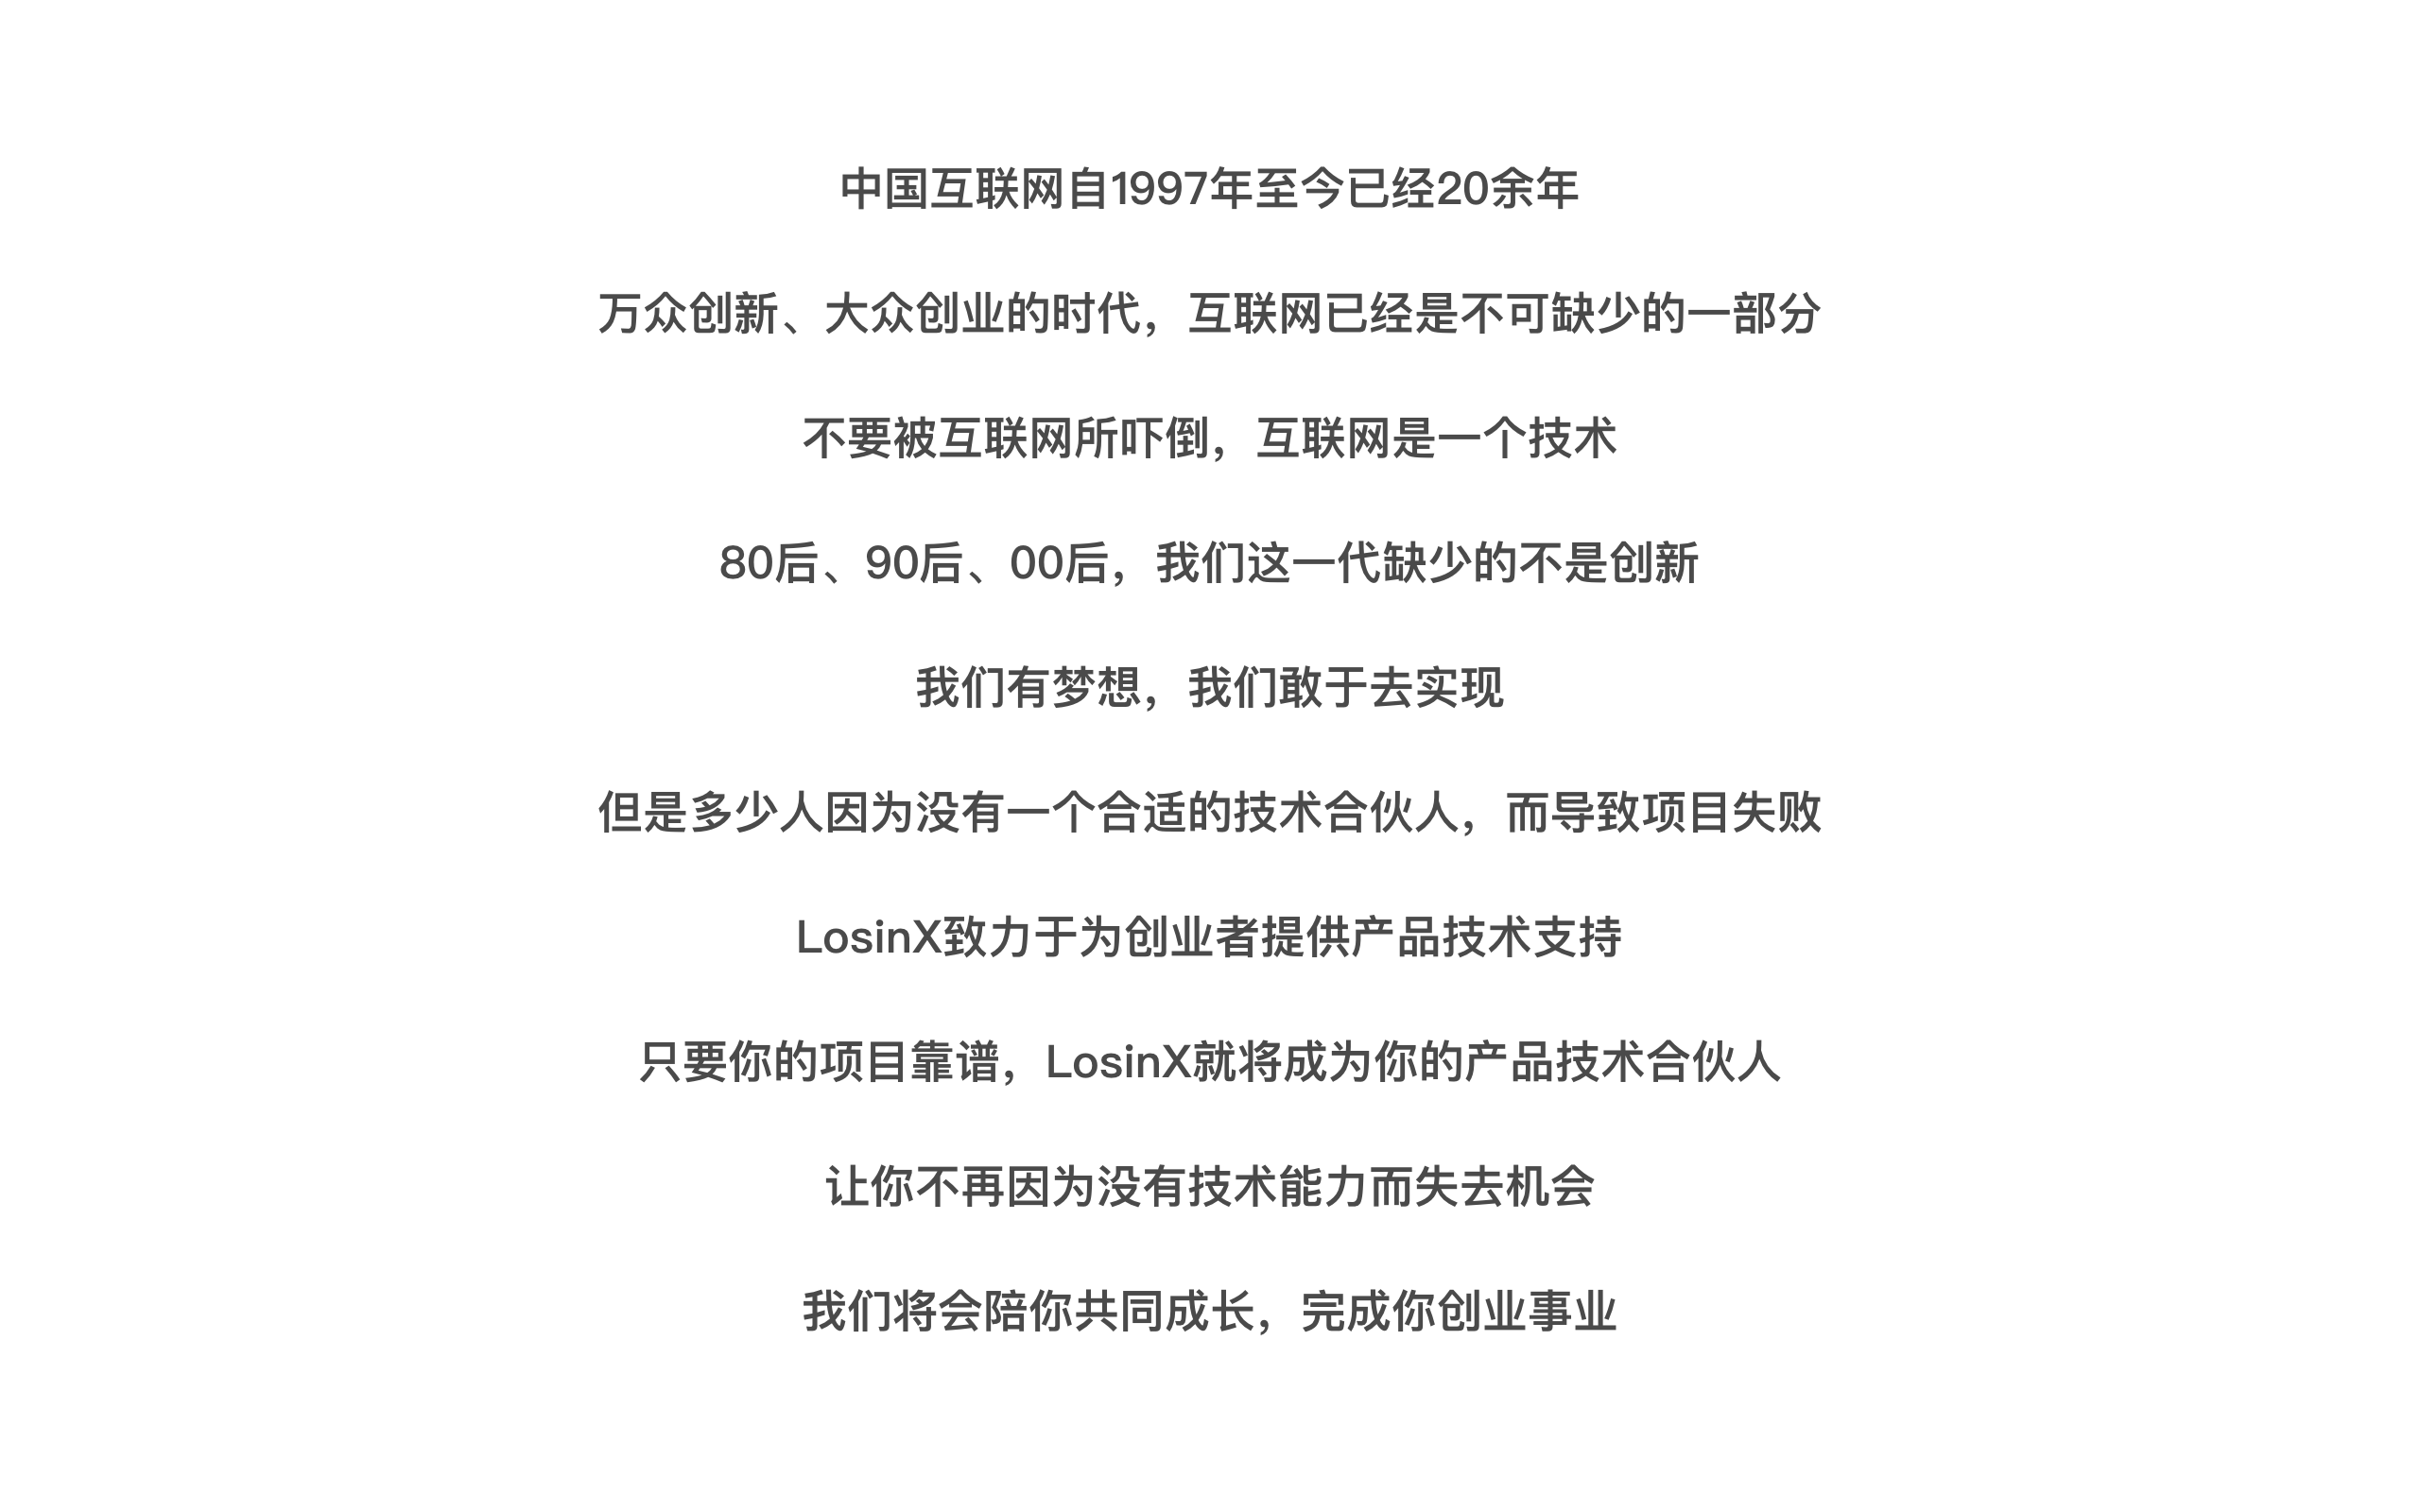 中国互联网自1997年至今已经20余年
万众创新、大众创业的时代，互联网已经是不可缺少的一部分
不要被互联网所吓倒，互联网是一个技术
80后、90后、00后，我们这一代缺少的不是创新
我们有梦想，我们敢于去实现
但是多少人因为没有一个合适的技术合伙人，而导致项目失败
LosinX致力于为创业者提供产品技术支持
只要你的项目靠谱，LosinX就将成为你的产品技术合伙人
让你不再因为没有技术能力而失去机会
我们将会陪你共同成长，完成你创业事业